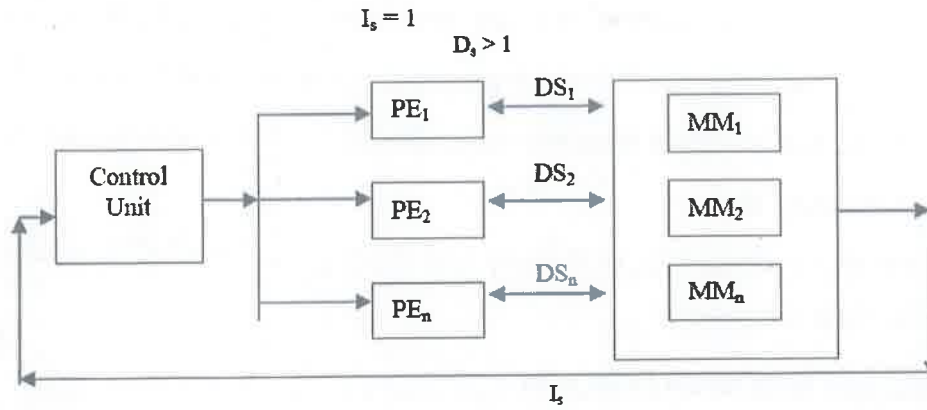 Iₛ = 1
Dₛ > 1
PE₁
DS₁
MM₁
Control
Unit
PE₂
DS₂
MM₂
PEₙ
DSₙ
MMₙ
Iₛ